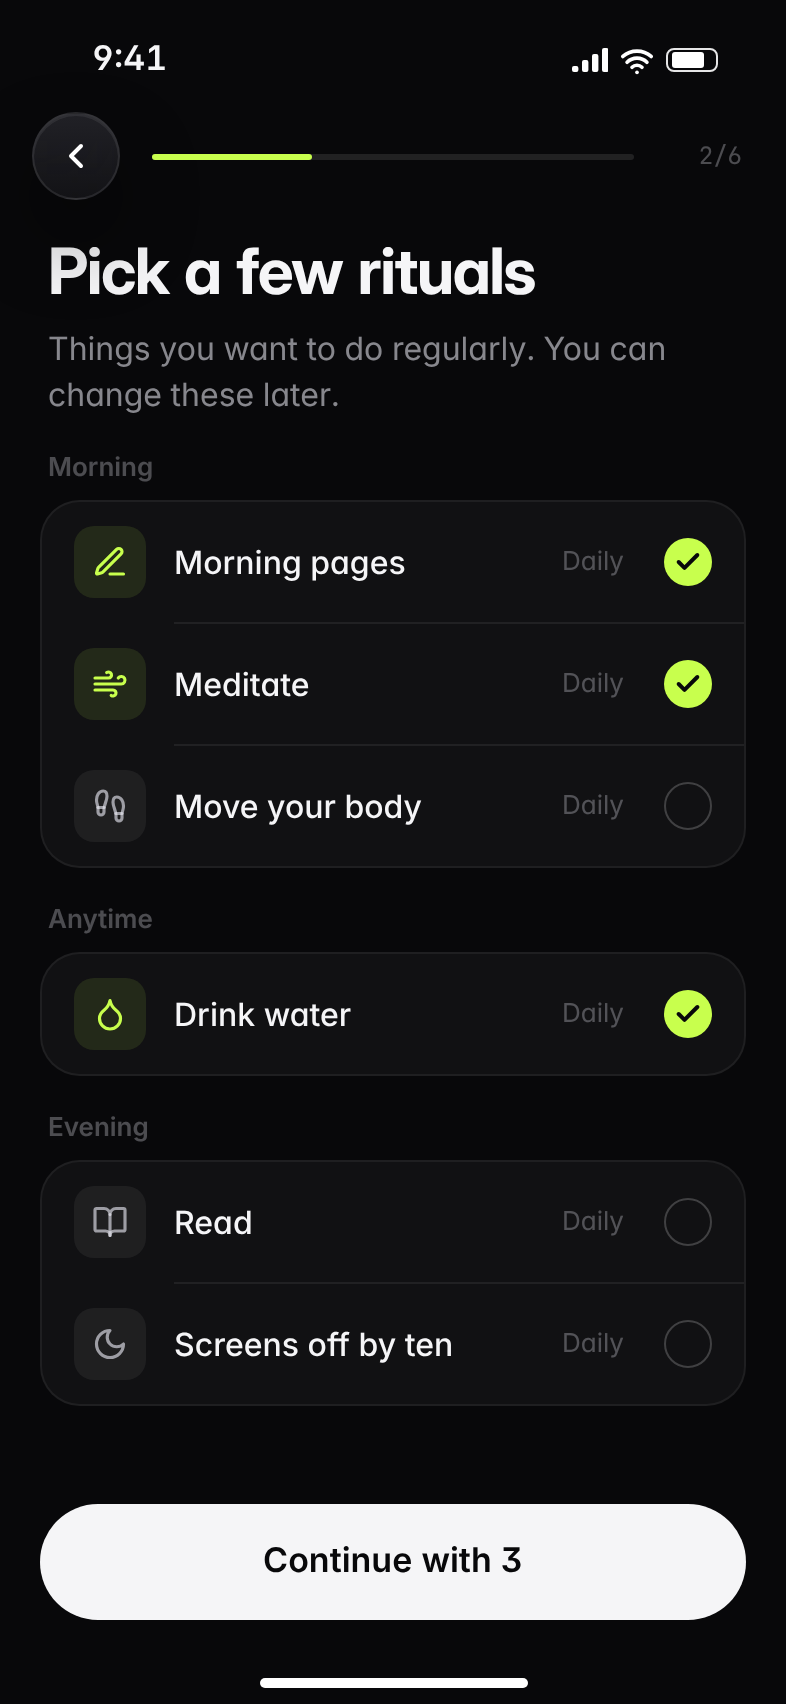 9:41
2/6
Pick a few rituals
Things you want to do regularly. You can
change these later.
Morning
Morning pages Daily
Meditate Daily
Move your body Daily
Anytime
Drink water Daily
Evening
Read Daily
Screens off by ten Daily
Continue with 3